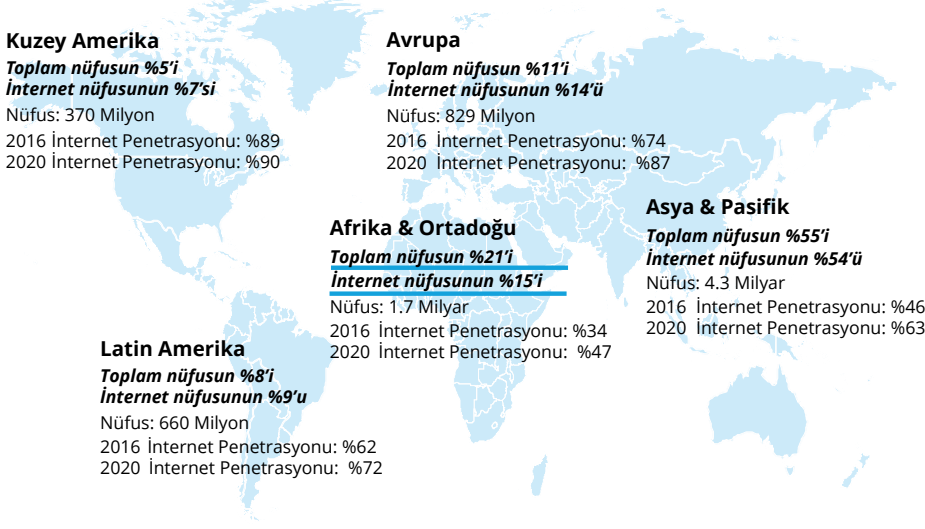 Kuzey Amerika
Toplam nüfusun %5’i
İnternet nüfusunun %7’si
Nüfus: 370 Milyon
2016 İnternet Penetrasyonu: %89
2020 İnternet Penetrasyonu: %90
Avrupa
Toplam nüfusun %11’i
İnternet nüfusunun %14’ü
Nüfus: 829 Milyon
2016 İnternet Penetrasyonu: %74
2020 İnternet Penetrasyonu: %87
Afrika & Ortadoğu
Toplam nüfusun %21’i
İnternet nüfusunun %15’i
Nüfus: 1.7 Milyar
2016 İnternet Penetrasyonu: %34
2020 İnternet Penetrasyonu: %47
Asya & Pasifik
Toplam nüfusun %55’i
İnternet nüfusunun %54’ü
Nüfus: 4.3 Milyar
2016 İnternet Penetrasyonu: %46
2020 İnternet Penetrasyonu: %63
Latin Amerika
Toplam nüfusun %8’i
İnternet nüfusunun %9’u
Nüfus: 660 Milyon
2016 İnternet Penetrasyonu: %62
2020 İnternet Penetrasyonu: %72